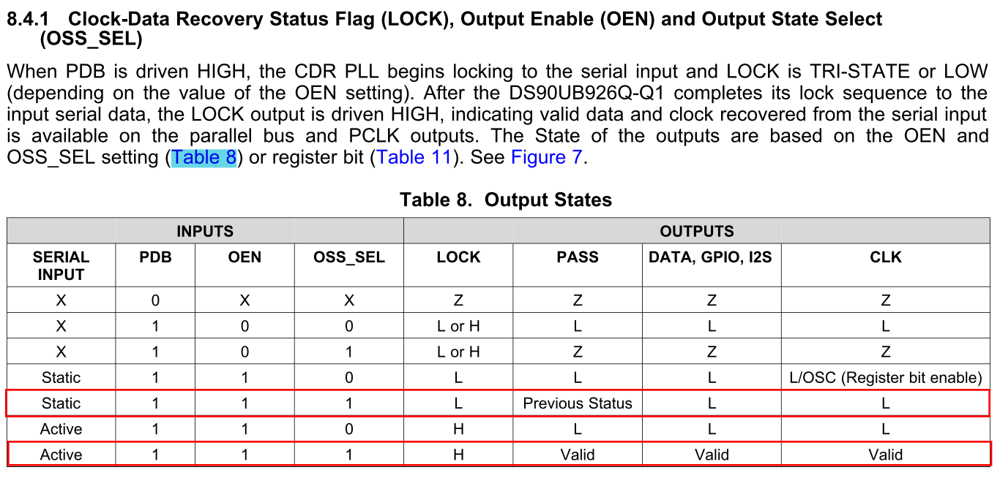 8.4.1 Clock-Data Recovery Status Flag (LOCK), Output Enable (OEN) and Output State Select
(OSS_SEL)
When PDB is driven HIGH, the CDR PLL begins locking to the serial input and LOCK is TRI-STATE or LOW
(depending on the value of the OEN setting). After the DS90UB926Q-Q1 completes its lock sequence to the
input serial data, the LOCK output is driven HIGH, indicating valid data and clock recovered from the serial input
is available on the parallel bus and PCLK outputs. The State of the outputs are based on the OEN and
OSS_SEL setting (Table 8) or register bit (Table 11). See Figure 7.
Table 8. Output States
INPUTS OUTPUTS
SERIAL PDB OEN OSS_SEL LOCK PASS DATA, GPIO, I2S CLK
INPUT
X 0 X X Z Z Z Z
X 1 0 0 L or H L L L
X 1 0 1 L or H Z Z Z
Static 1 1 0 L L L L/OSC (Register bit enable)
Static 1 1 1 L Previous Status L L
Active 1 1 0 H L L L
Active 1 1 1 H Valid Valid Valid